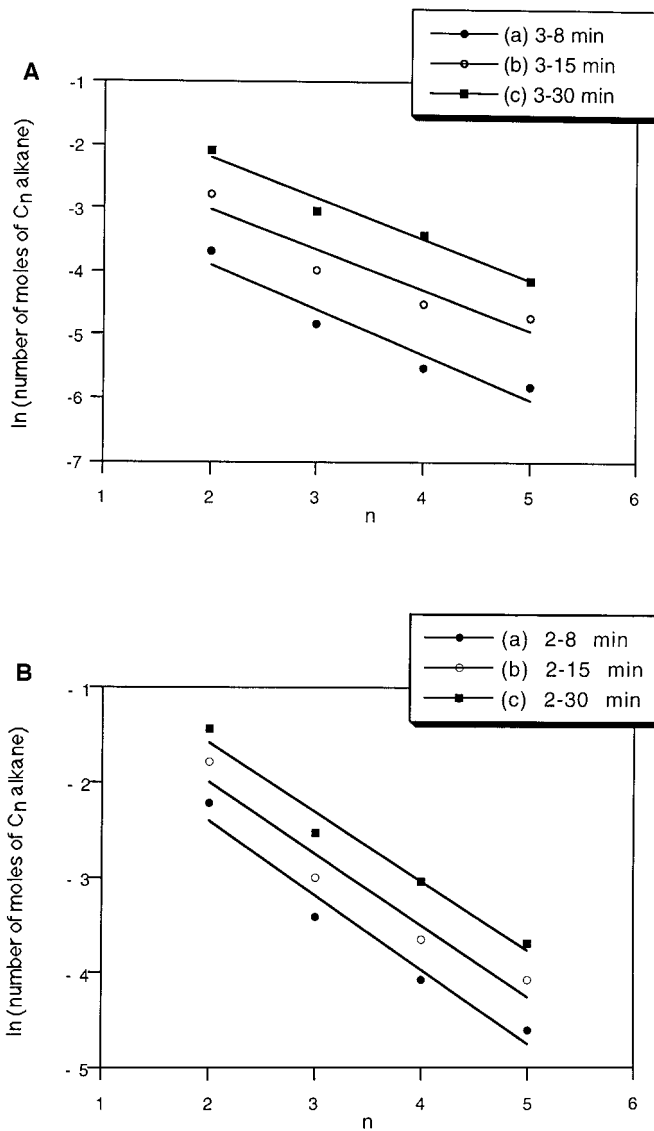 (a) 3-8 min
(b) 3-15 min
(c) 3-30 min
A
-1
-2
-3
-4
-5
-6
-7
ln (number of moles of Cn alkane)
1 2 3 4 5 6
n
(a) 2-8 min
(b) 2-15 min
(c) 2-30 min
B
- 1
- 2
- 3
- 4
- 5
ln (number of moles of Cn alkane)
1 2 3 4 5 6
n